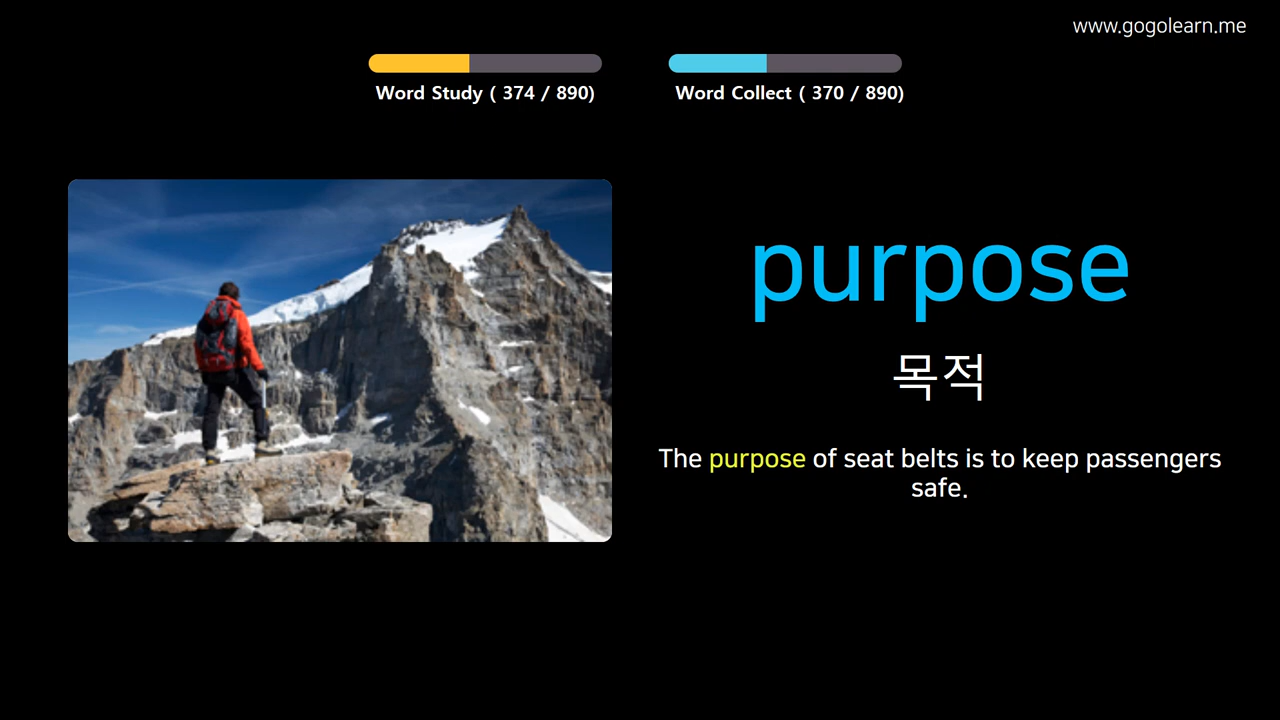 www.gogolearn.me
Word Study ( 374 / 890)
Word Collect ( 370 / 890)
purpose
목적
The purpose of seat belts is to keep passengers
safe.